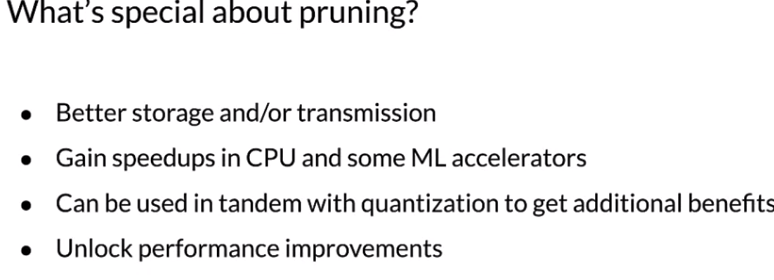 What's special about pruning?
● Better storage and/or transmission
● Gain speedups in CPU and some ML accelerators
● Can be used in tandem with quantization to get additional benefits
● Unlock performance improvements